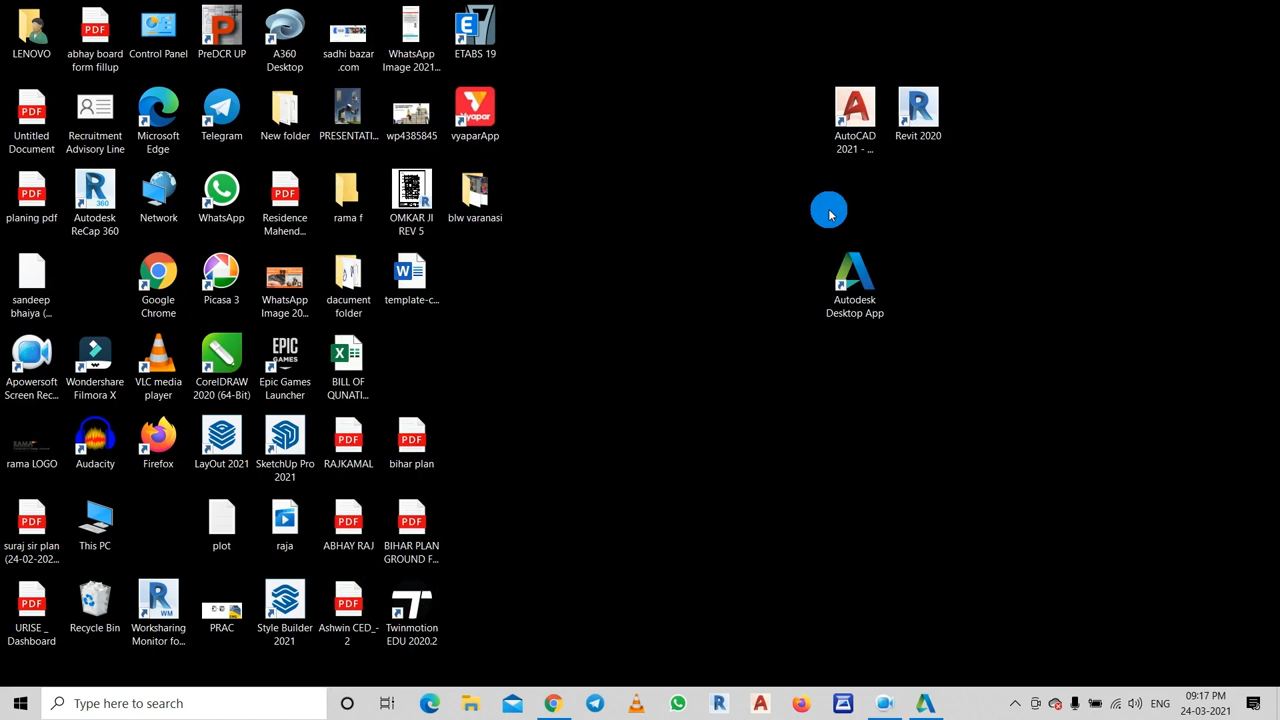 LENOVO
abhay board
form fillup
Control Panel
PreDCR UP
A360
Desktop
sadhi bazar
.com
WhatsApp
Image 2021...
ETABS 19
Untitled
Document
Recruitment
Advisory Line
Microsoft
Edge
Telegram
New folder
PRESENTATI...
wp4385845
vyaparApp
AutoCAD
2021 - ...
Revit 2020
planing pdf
Autodesk
ReCap 360
Network
WhatsApp
Residence
Mahend...
rama f
OMKAR JI
REV 5
blw varanasi
sandeep
bhaiya (...
Google
Chrome
Picasa 3
WhatsApp
Image 20...
dacument
folder
template-c...
Autodesk
Desktop App
Apowersoft
Screen Rec...
Wondershare
Filmora X
VLC media
player
CorelDRAW
2020 (64-Bit)
Epic Games
Launcher
BILL OF
QUNATI...
rama LOGO
Audacity
Firefox
LayOut 2021
SketchUp Pro
2021
RAJKAMAL
bihar plan
suraj sir plan
(24-02-202...
This PC
plot
raja
ABHAY RAJ
BIHAR PLAN
GROUND F...
URISE _
Dashboard
Recycle Bin
Worksharing
Monitor fo...
PRAC
Style Builder
2021
Ashwin CED_-
2
Twinmotion
EDU 2020.2
Type here to search
ENG
09:17 PM
24-03-2021